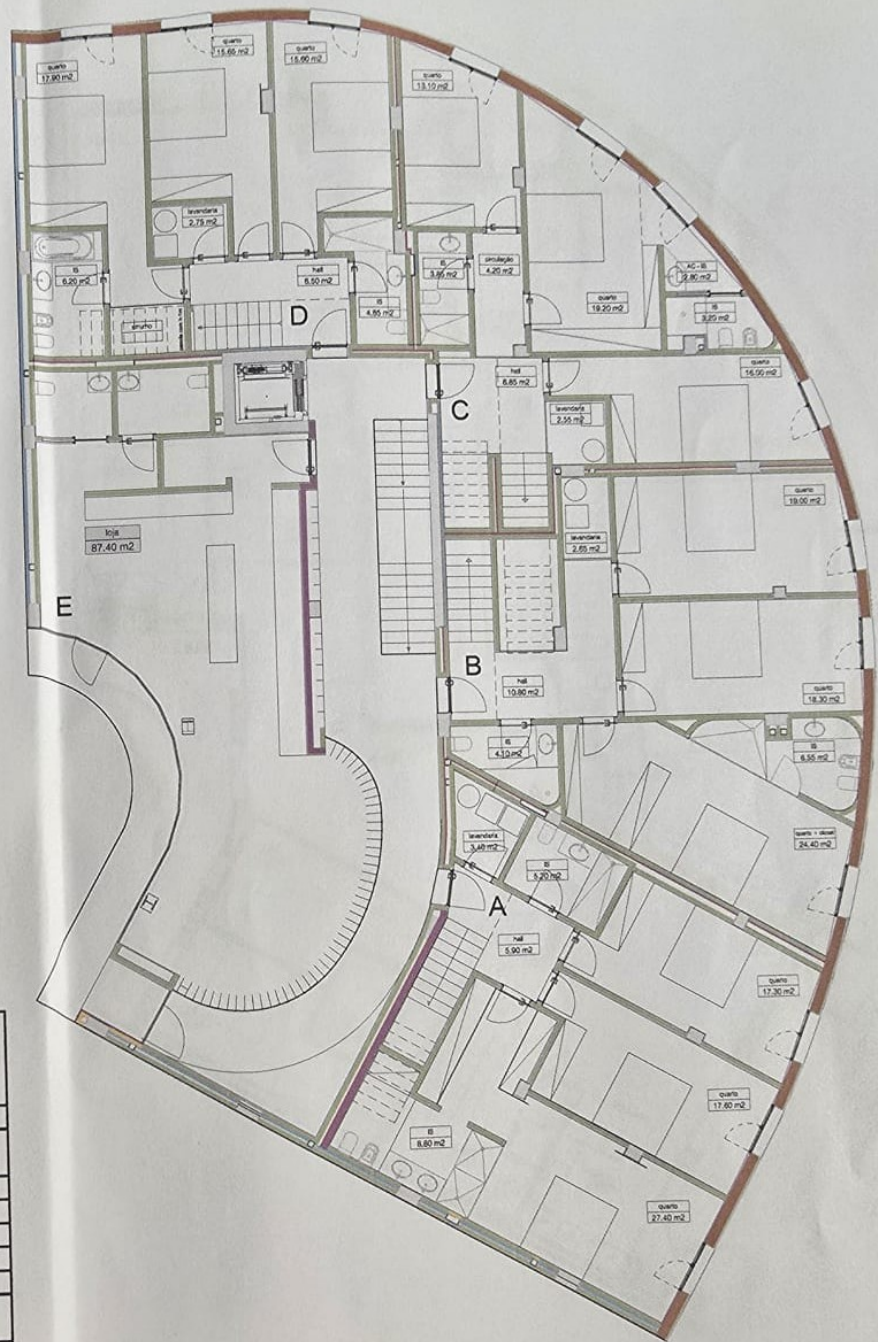 quarto
17.90 m2
quarto
15.65 m2
quarto
15.60 m2
quarto
13.10 m2
lavandaria
2.75 m2
IS
6.20 m2
hall
6.50 m2
IS
4.85 m2
IS
3.85 m2
circulação
4.20 m2
quarto
19.20 m2
AC - IS
2.80 m2
IS
3.20 m2
arrumo
D
C
hall
6.85 m2
quarto
16.00 m2
lavandaria
2.55 m2
quarto
19.00 m2
lavandaria
2.65 m2
loja
87.40 m2
E
B
hall
10.80 m2
quarto
18.30 m2
IS
4.10 m2
IS
6.55 m2
quarto + closet
24.40 m2
lavandaria
3.40 m2
IS
5.20 m2
A
hall
5.90 m2
quarto
17.30 m2
quarto
17.60 m2
IS
8.80 m2
quarto
27.40 m2